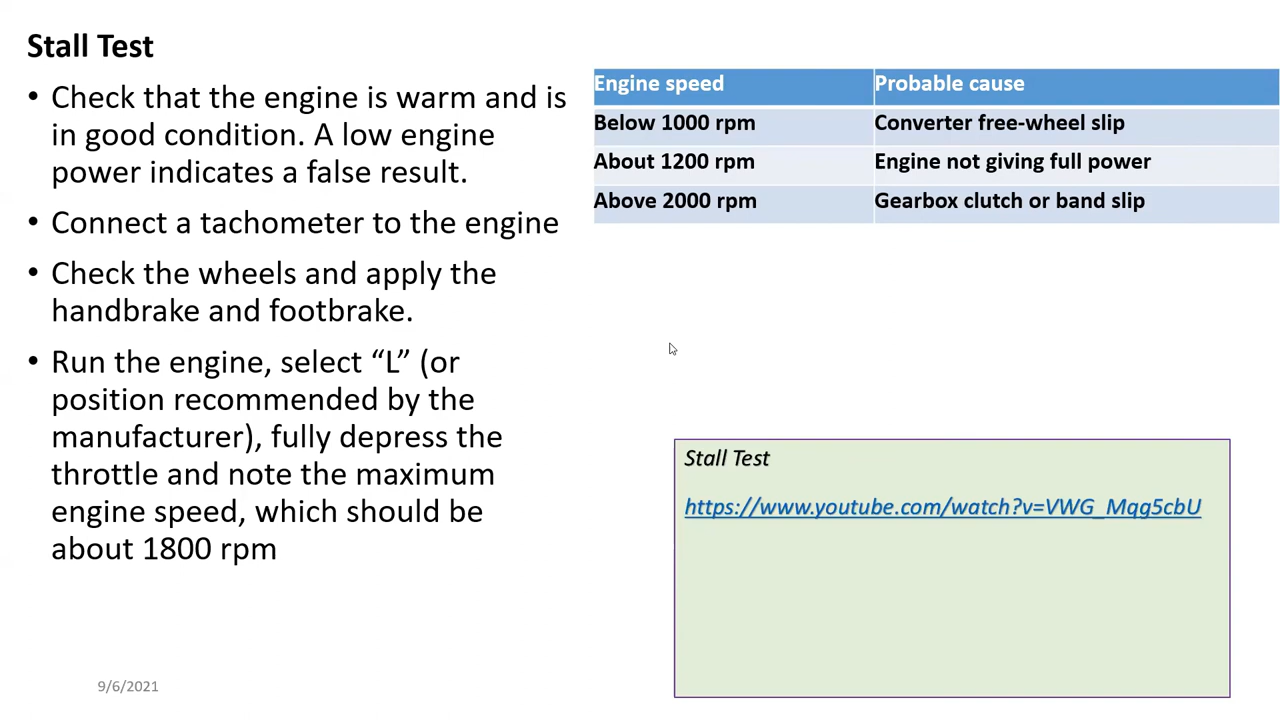 Stall Test
• Check that the engine is warm and is
in good condition. A low engine
power indicates a false result.
• Connect a tachometer to the engine
• Check the wheels and apply the
handbrake and footbrake.
• Run the engine, select “L” (or
position recommended by the
manufacturer), fully depress the
throttle and note the maximum
engine speed, which should be
about 1800 rpm
Engine speed Probable cause
Below 1000 rpm Converter free-wheel slip
About 1200 rpm Engine not giving full power
Above 2000 rpm Gearbox clutch or band slip
Stall Test
https://www.youtube.com/watch?v=VWG_Mqg5cbU
9/6/2021